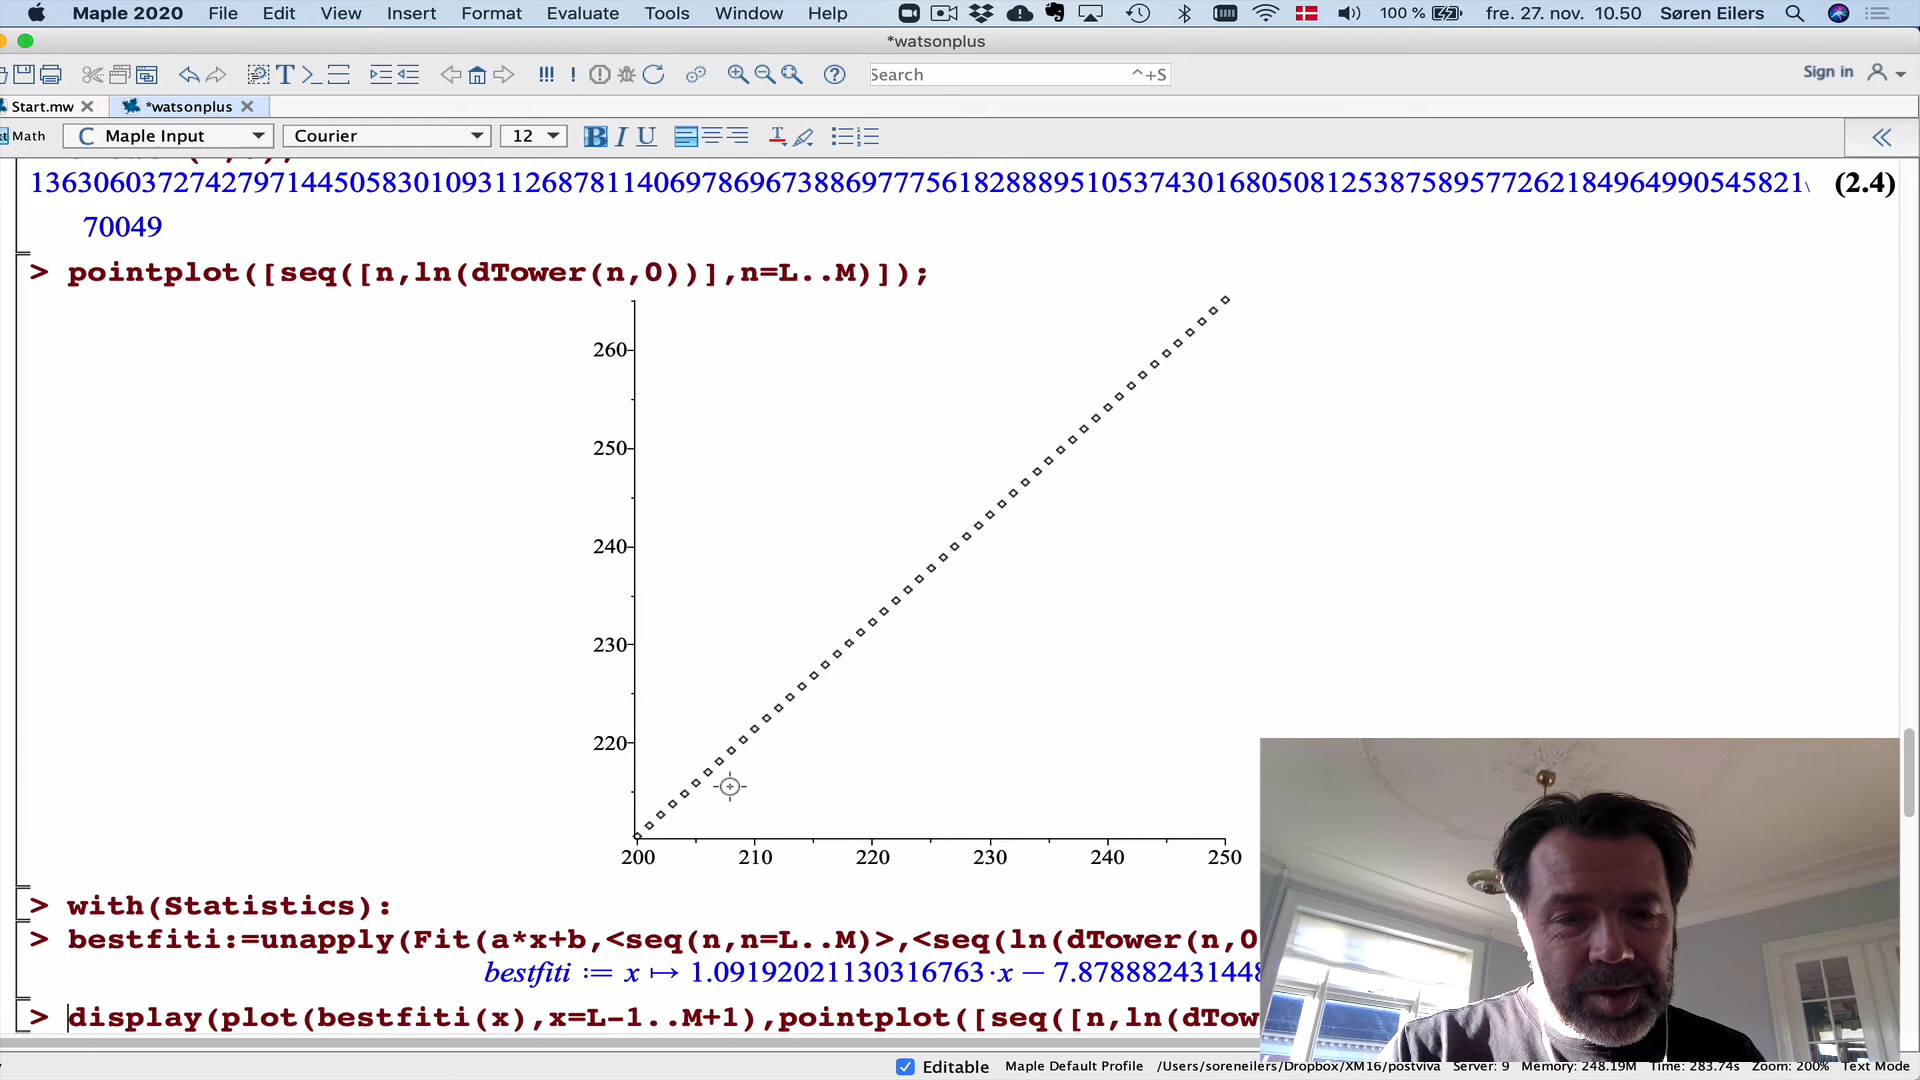 Maple 2020 File Edit View Insert Format Evaluate Tools Window Help 100 % fre. 27. nov. 10.50 Søren Eilers
*watsonplus
Search ^+S Sign in
Start.mw *watsonplus
Math C Maple Input Courier 12 B I U
136306037274279714450583010931126878114069786967388697775618288895105374301680508125387589577262184964990545821\ (2.4)
70049
> pointplot([seq([n,ln(dTower(n,0))],n=L..M)]);
260
250
240
230
220
200 210 220 230 240 250
> with(Statistics):
> bestfiti:=unapply(Fit(a*x+b,<seq(n,n=L..M)>,<seq(ln(dTower(n,0
bestfiti := x ↦ 1.09192021130316763·x − 7.878882431448
> display(plot(bestfiti(x),x=L-1..M+1),pointplot([seq([n,ln(dTow
Editable Maple Default Profile /Users/soreneilers/Dropbox/XM16/postviva Server: 9 Memory: 248.19M Time: 283.74s Zoom: 200% Text Mode